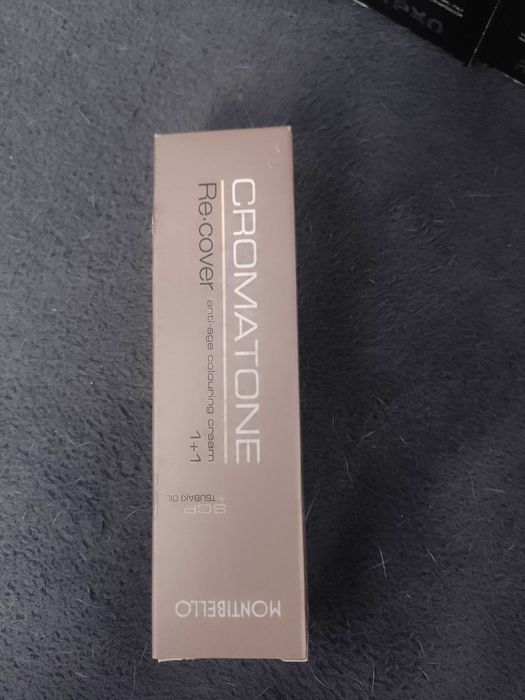 CROMATONE
Re·cover anti-age colouring cream
1+1
SCP
+
TSUBAKI OIL
MONTIBELLO